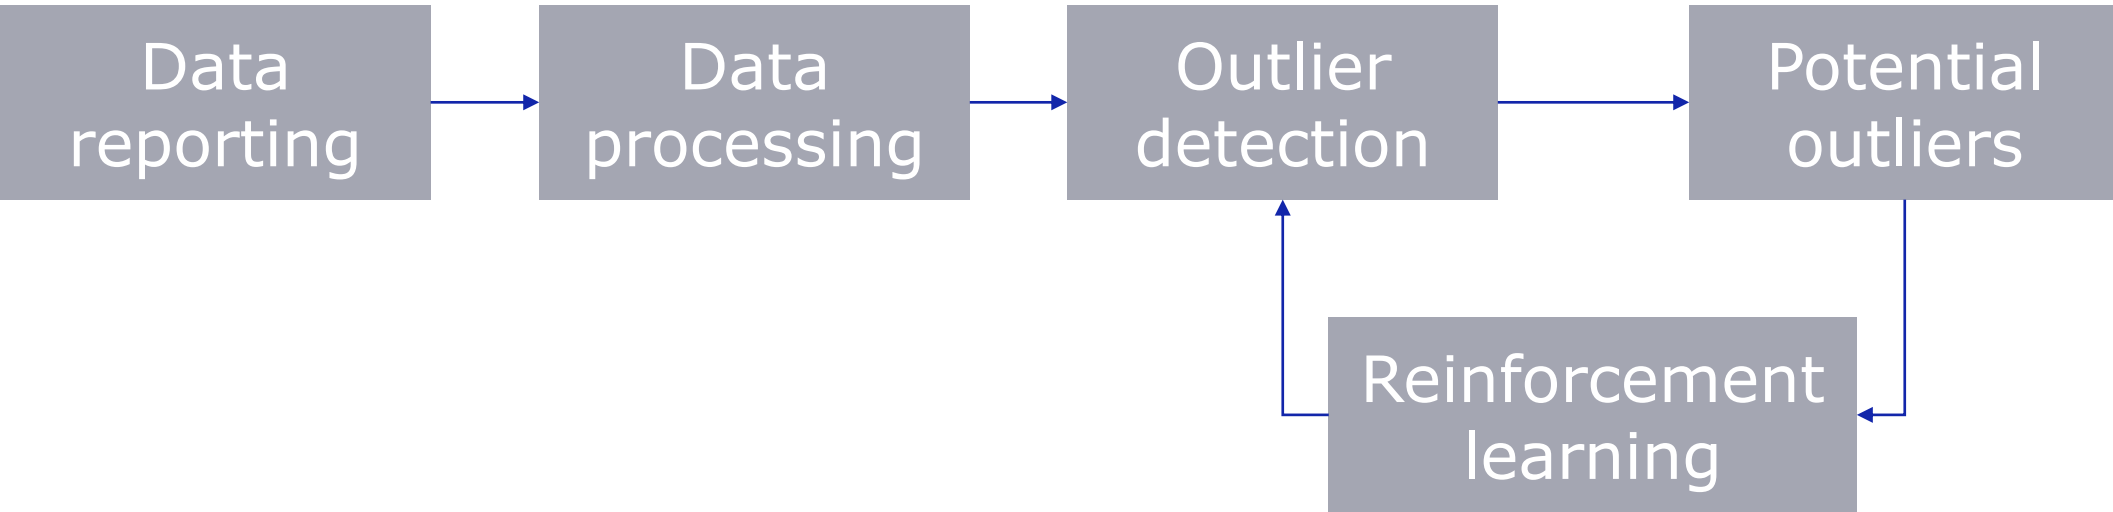 Data
reporting
Data
processing
Outlier
detection
Potential
outliers
Reinforcement
learning